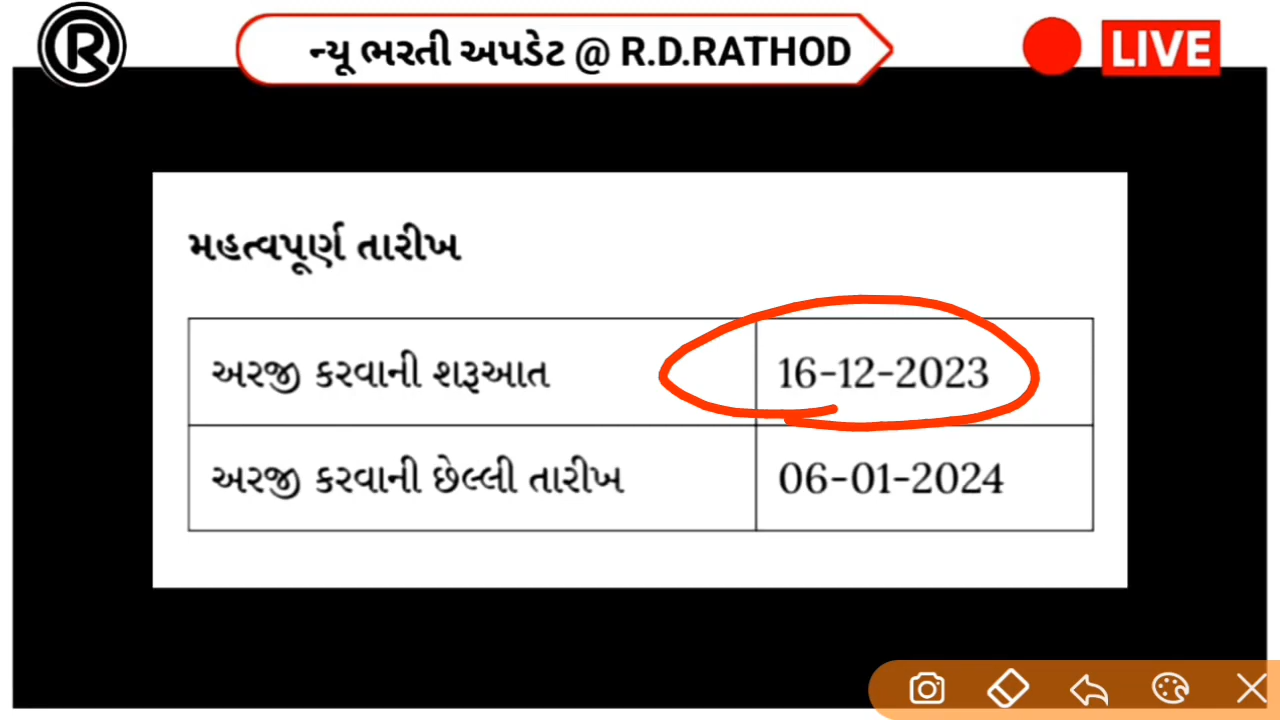 R
ન્યૂ ભરતી અપડેટ @ R.D.RATHOD
LIVE
મહત્વપૂર્ણ તારીખ
અરજી કરવાની શરૂઆત 16-12-2023
અરજી કરવાની છેલ્લી તારીખ 06-01-2024